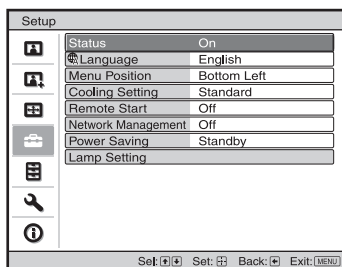 Setup
Status On
Language English
Menu Position Bottom Left
Cooling Setting Standard
Remote Start Off
Network Management Off
Power Saving Standby
Lamp Setting
Sel: Set: Back: Exit: MENU